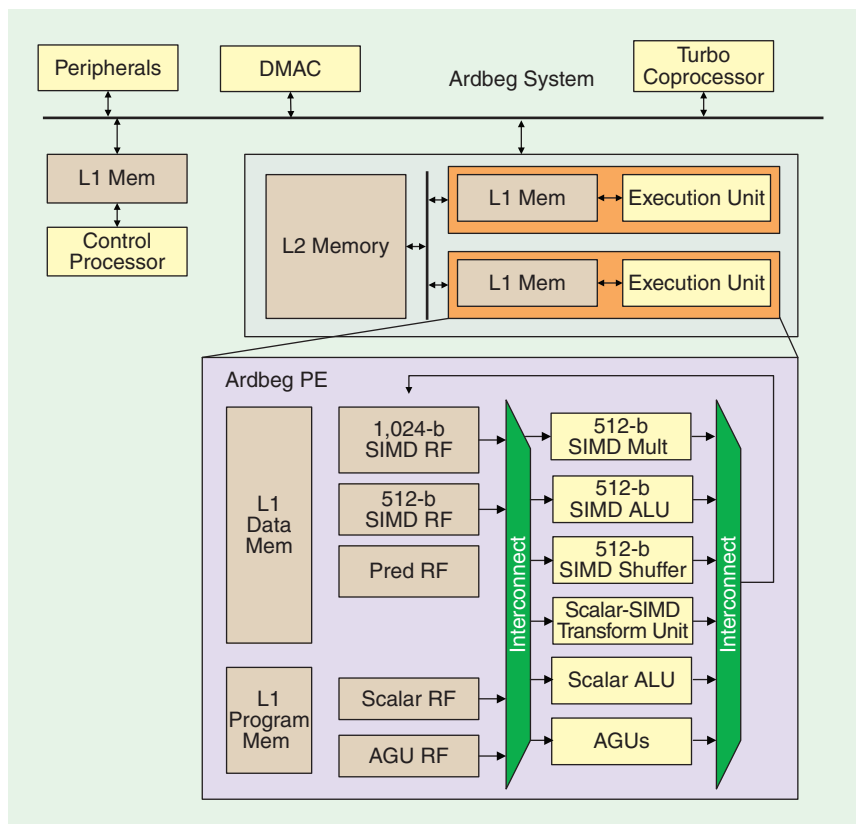 Peripherals
DMAC
Ardbeg System
Turbo
Coprocessor
L1 Mem
Control
Processor
L2 Memory
L1 Mem
Execution Unit
L1 Mem
Execution Unit
Ardbeg PE
L1
Data
Mem
L1
Program
Mem
1,024-b
SIMD RF
512-b
SIMD RF
Pred RF
Scalar RF
AGU RF
Interconnect
512-b
SIMD Mult
512-b
SIMD ALU
512-b
SIMD Shuffer
Scalar-SIMD
Transform Unit
Scalar ALU
AGUs
Interconnect